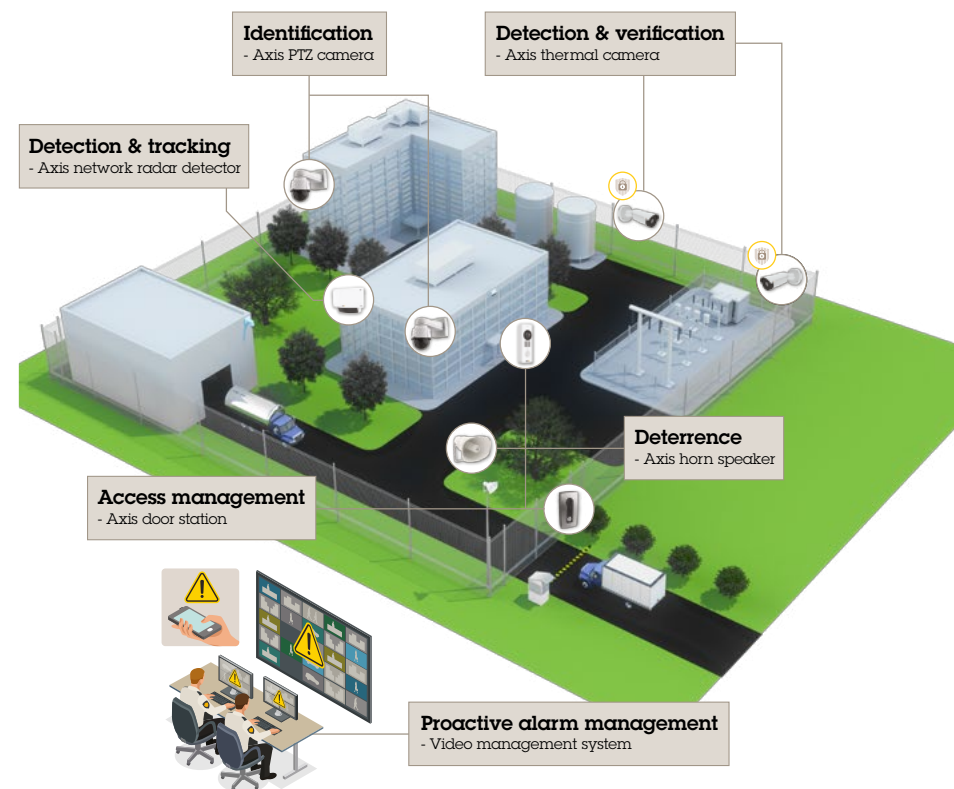 Identification
- Axis PTZ camera
Detection & verification
- Axis thermal camera
Detection & tracking
- Axis network radar detector
Deterrence
- Axis horn speaker
Access management
- Axis door station
Proactive alarm management
- Video management system